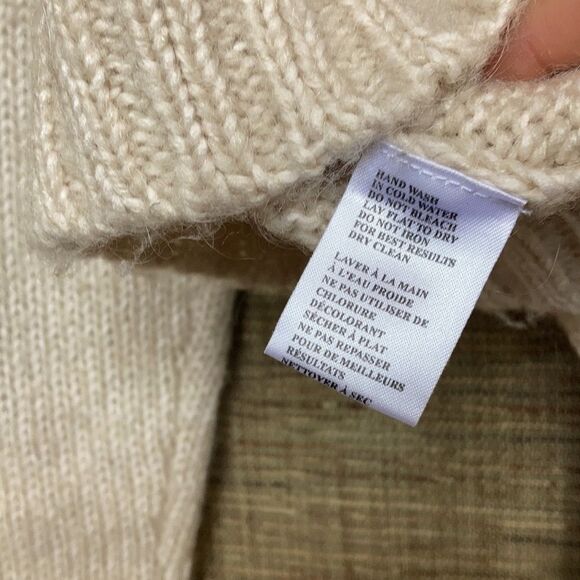 HAND WASH
IN COLD WATER
DO NOT BLEACH
LAY FLAT TO DRY
DO NOT IRON
FOR BEST RESULTS
DRY CLEAN
LAVER À LA MAIN
À L'EAU FROIDE
NE PAS UTILISER DE
CHLORURE
DÉCOLORANT
SÉCHER À PLAT
NE PAS REPASSER
POUR DE MEILLEURS
RÉSULTATS
NETTOYER À SEC